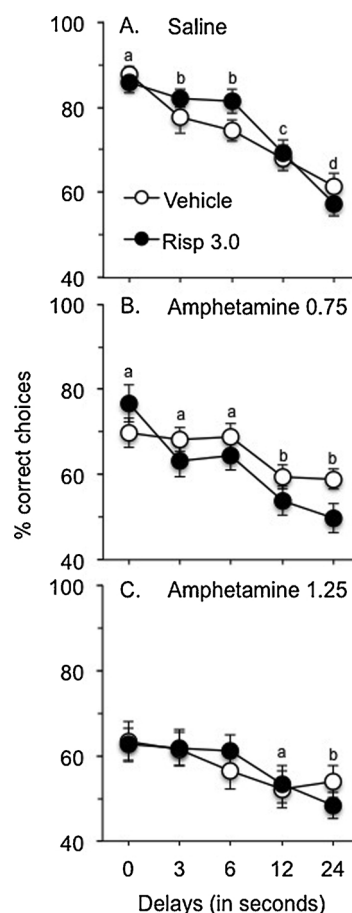 A. Saline
100
80
60
40
a
b
b
c
d
Vehicle
Risp 3.0
B. Amphetamine 0.75
100
80
60
40
a
a
a
b
b
% correct choices
C. Amphetamine 1.25
100
80
60
40
a
b
0 3 6 12 24
Delays (in seconds)